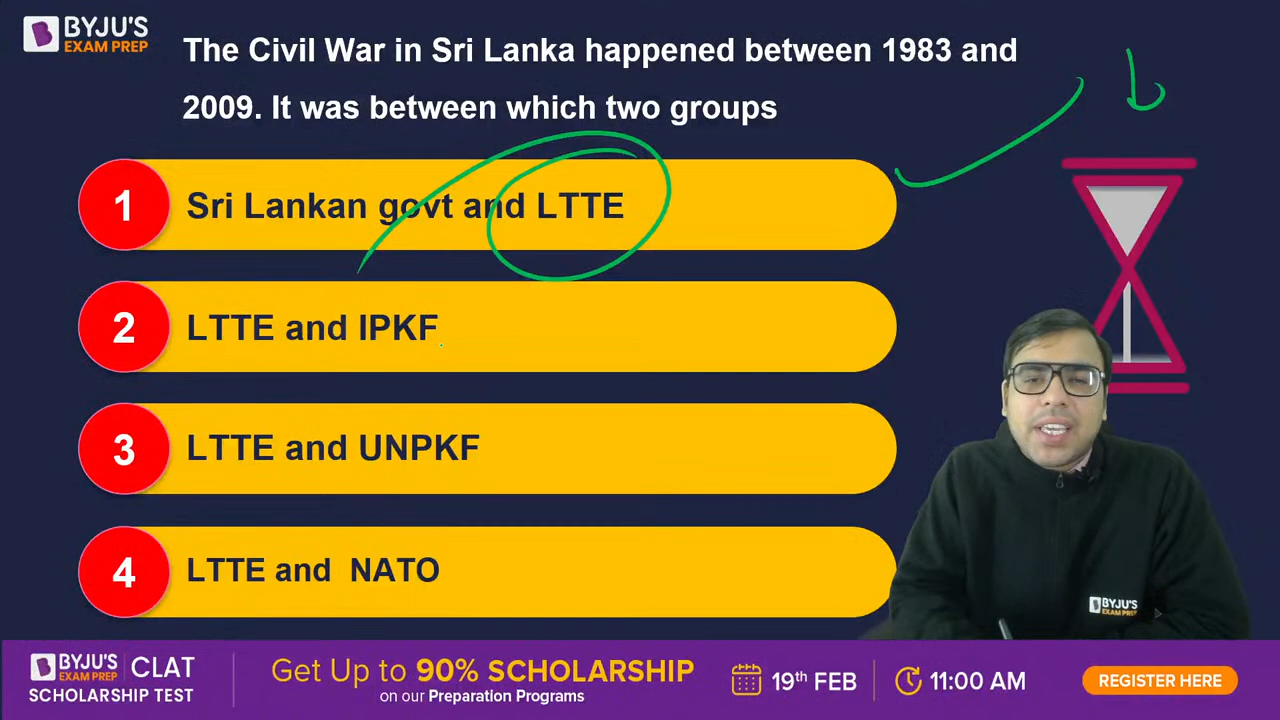 BYJU'S
EXAM PREP
The Civil War in Sri Lanka happened between 1983 and
2009. It was between which two groups
b
1 Sri Lankan govt and LTTE
2 LTTE and IPKF
3 LTTE and UNPKF
4 LTTE and NATO
BYJU'S
EXAM PREP
BYJU'S
EXAM PREP
CLAT
SCHOLARSHIP TEST
Get Up to 90% SCHOLARSHIP
on our Preparation Programs
19th FEB
11:00 AM
REGISTER HERE